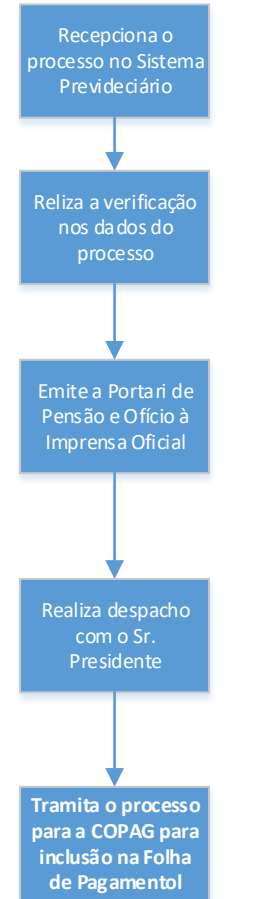 Recepciona o
processo no Sistema
Prevideciário
Reliza a verificação
nos dados do
processo
Emite a Portari de
Pensão e Ofício à
Imprensa Oficial
Realiza despacho
com o Sr.
Presidente
Tramita o processo
para a COPAG para
inclusão na Folha
de Pagamentol